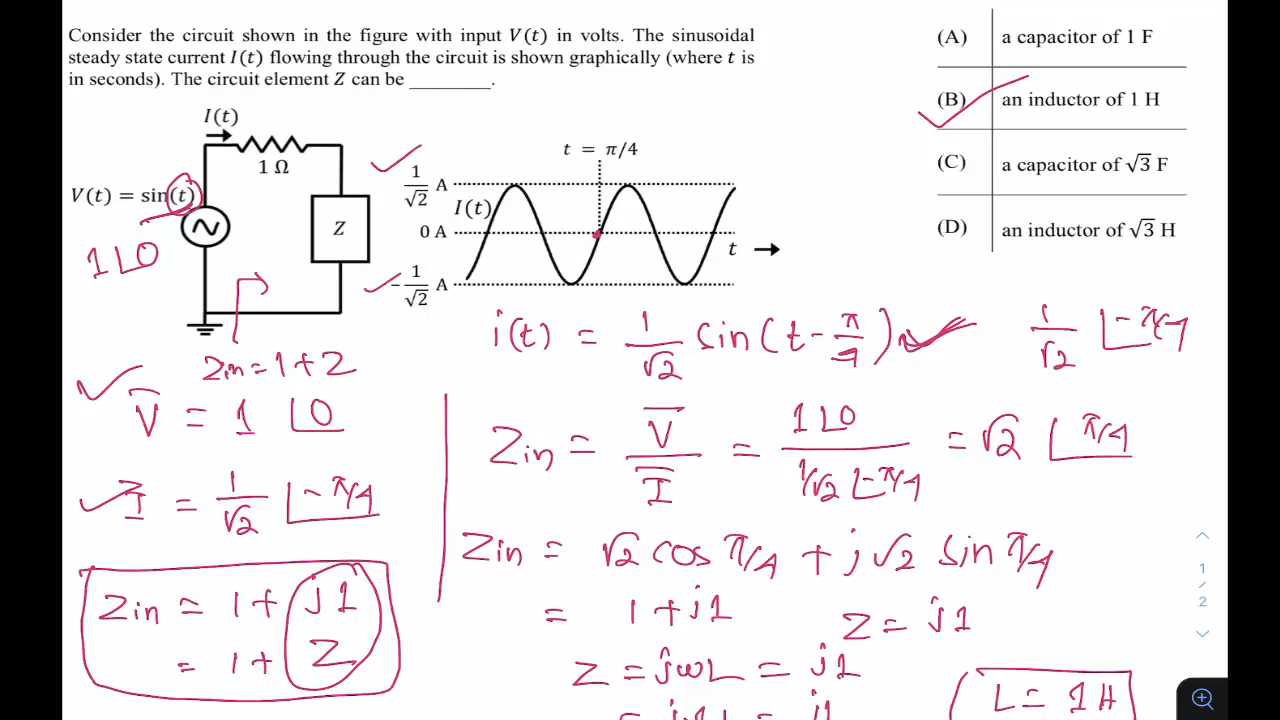 Consider the circuit shown in the figure with input V(t) in volts. The sinusoidal
steady state current I(t) flowing through the circuit is shown graphically (where t is
in seconds). The circuit element Z can be ________.
(A) a capacitor of 1 F
(B) an inductor of 1 H
(C) a capacitor of √3 F
(D) an inductor of √3 H
I(t)
1 Ω
V(t) = sin(t)
Z
1∠0
Zin = 1 + Z
t = π/4
1/√2 A
I(t)
0 A
t
−1/√2 A
i(t) = 1/√2 sin(t − π/4)
1/√2 ∠−π/4
V̅ = 1 ∠0
I̅ = 1/√2 ∠−π/4
Zin = 1 + j1
= 1 + Z
Zin = V̅/I̅ = 1∠0 / 1/√2 ∠−π/4 = √2 ∠π/4
Zin = √2 cos π/4 + j√2 sin π/4
= 1 + j1
Z = j1
Z = jωL = j1
L = 1 H
1
/
2